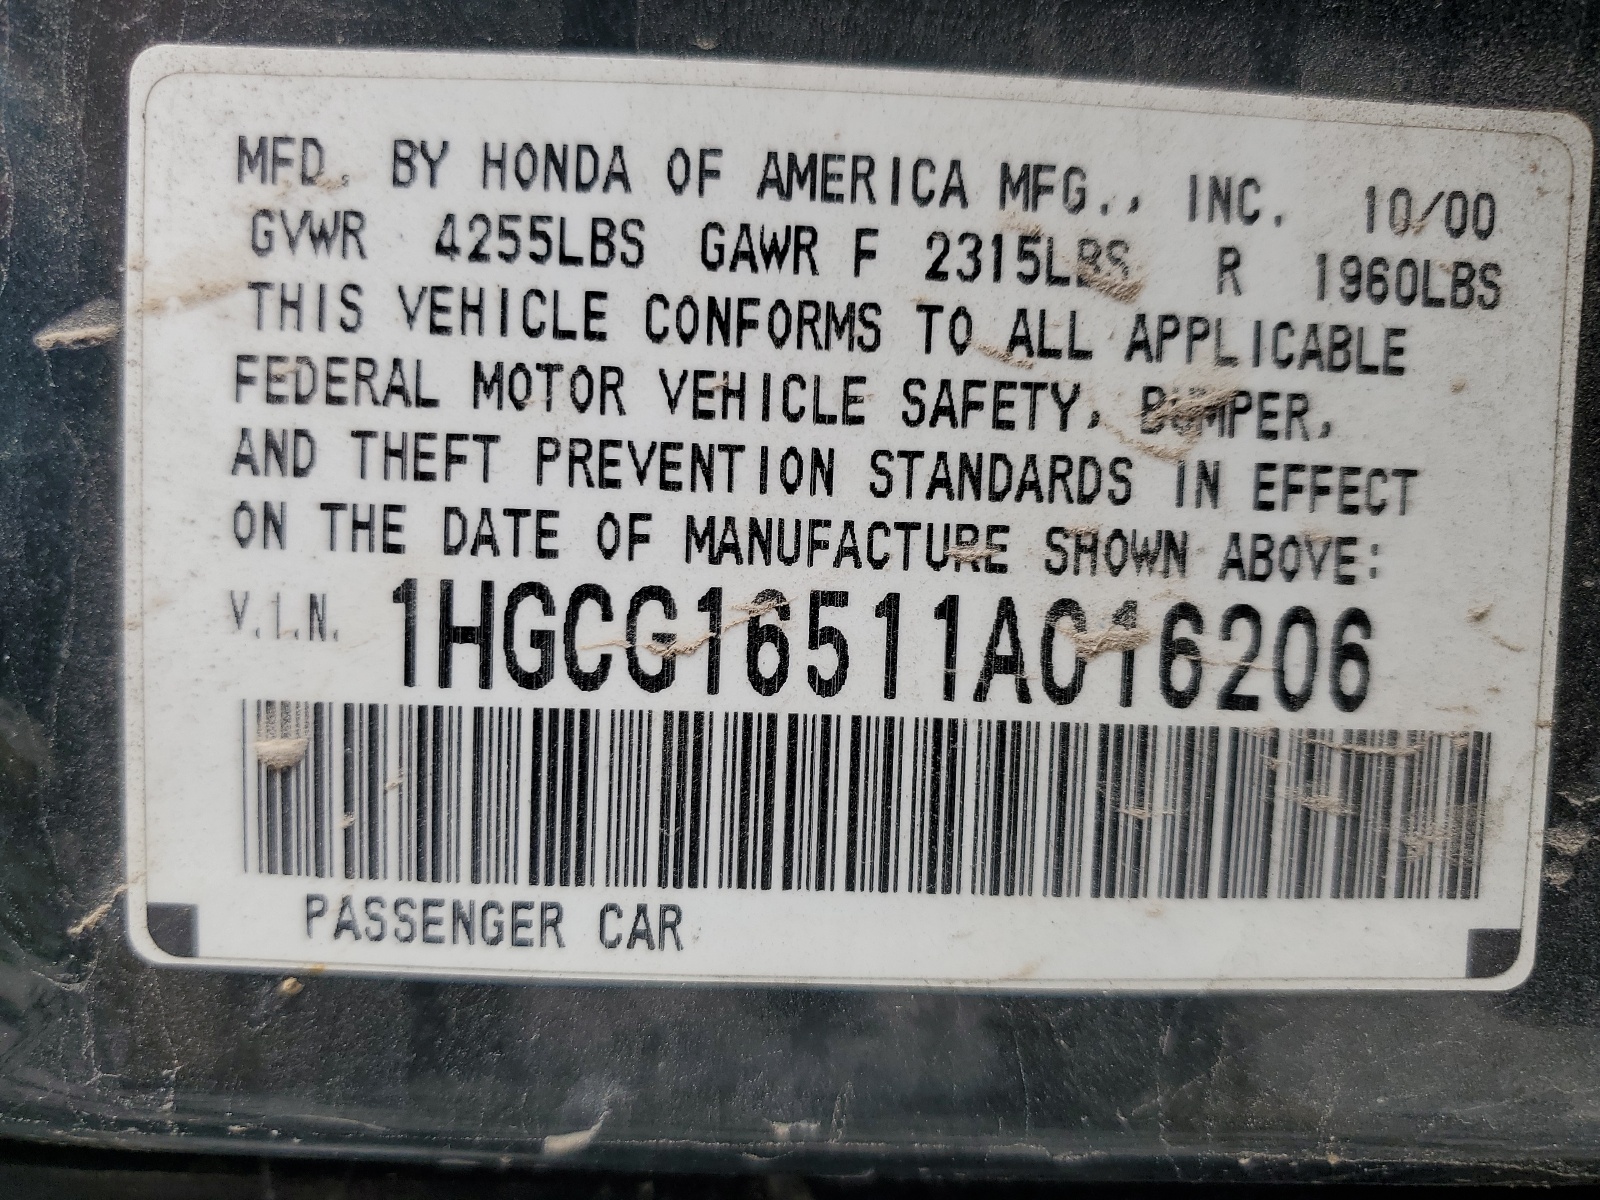 MFD. BY HONDA OF AMERICA MFG., INC. 10/00
GVWR 4255LBS GAWR F 2315LBS R 1960LBS
THIS VEHICLE CONFORMS TO ALL APPLICABLE
FEDERAL MOTOR VEHICLE SAFETY, BUMPER,
AND THEFT PREVENTION STANDARDS IN EFFECT
ON THE DATE OF MANUFACTURE SHOWN ABOVE:
V.I.N. 1HGCG16511A016206
PASSENGER CAR